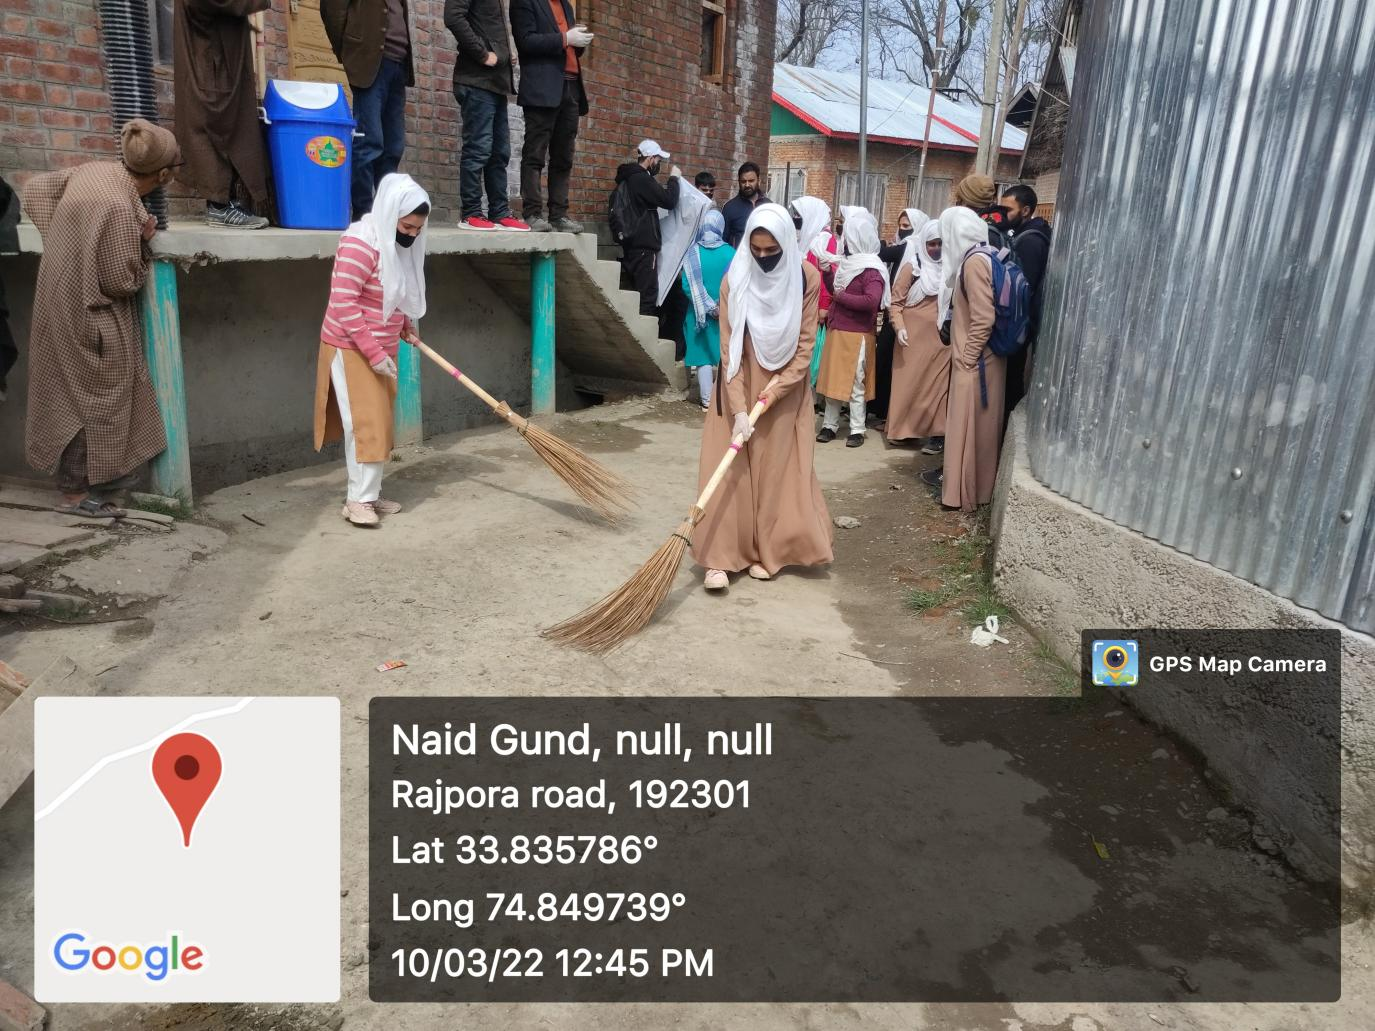 GPS Map Camera
Naid Gund, null, null
Rajpora road, 192301
Lat 33.835786°
Long 74.849739°
10/03/22 12:45 PM
Google